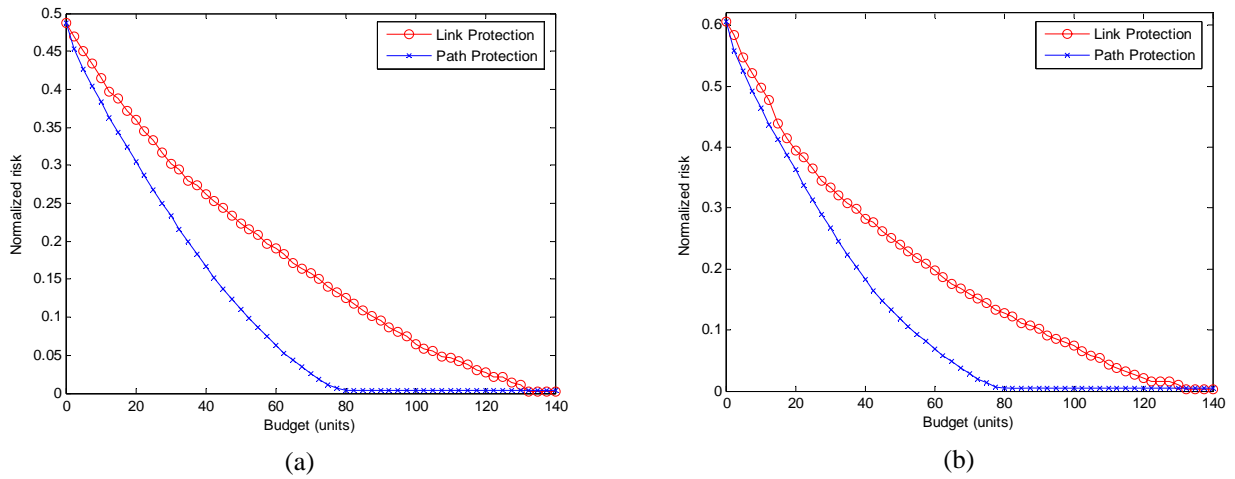 0.5
0.45
0.4
0.35
0.3
0.25
0.2
0.15
0.1
0.05
0
Normalized risk
Link Protection
Path Protection
0 20 40 60 80 100 120 140
Budget (units)
(a)
0.6
0.5
0.4
0.3
0.2
0.1
0
Normalized risk
Link Protection
Path Protection
0 20 40 60 80 100 120 140
Budget (units)
(b)